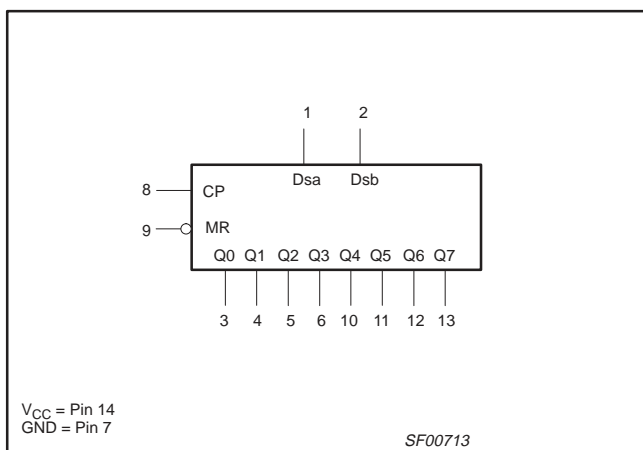 1 2
Dsa Dsb
8 CP
9 MR
Q0 Q1 Q2 Q3 Q4 Q5 Q6 Q7
3 4 5 6 10 11 12 13
VCC = Pin 14
GND = Pin 7
SF00713